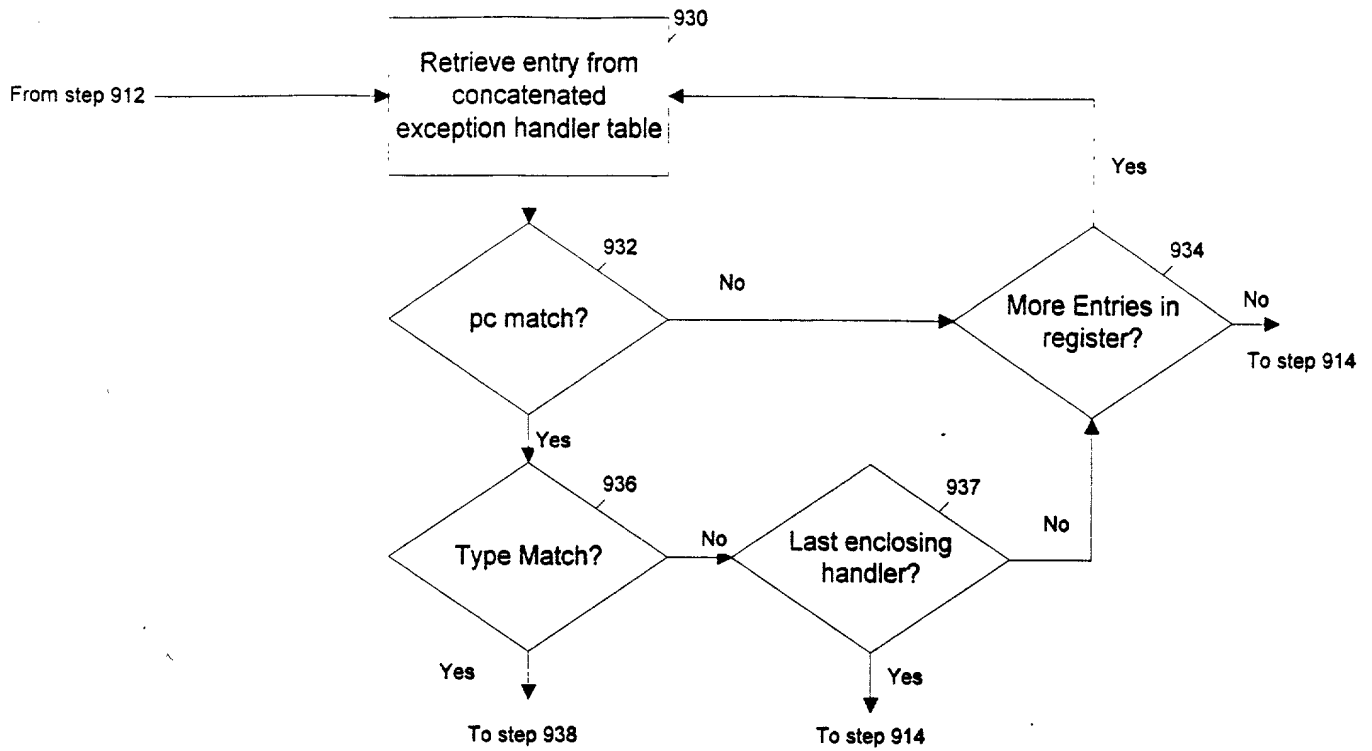 930
Retrieve entry from
concatenated
exception handler table
From step 912
Yes
932
934
No
No
pc match?
More Entries in
register?
To step 914
Yes
936
937
No
No
Type Match?
Last enclosing
handler?
Yes
Yes
To step 938
To step 914